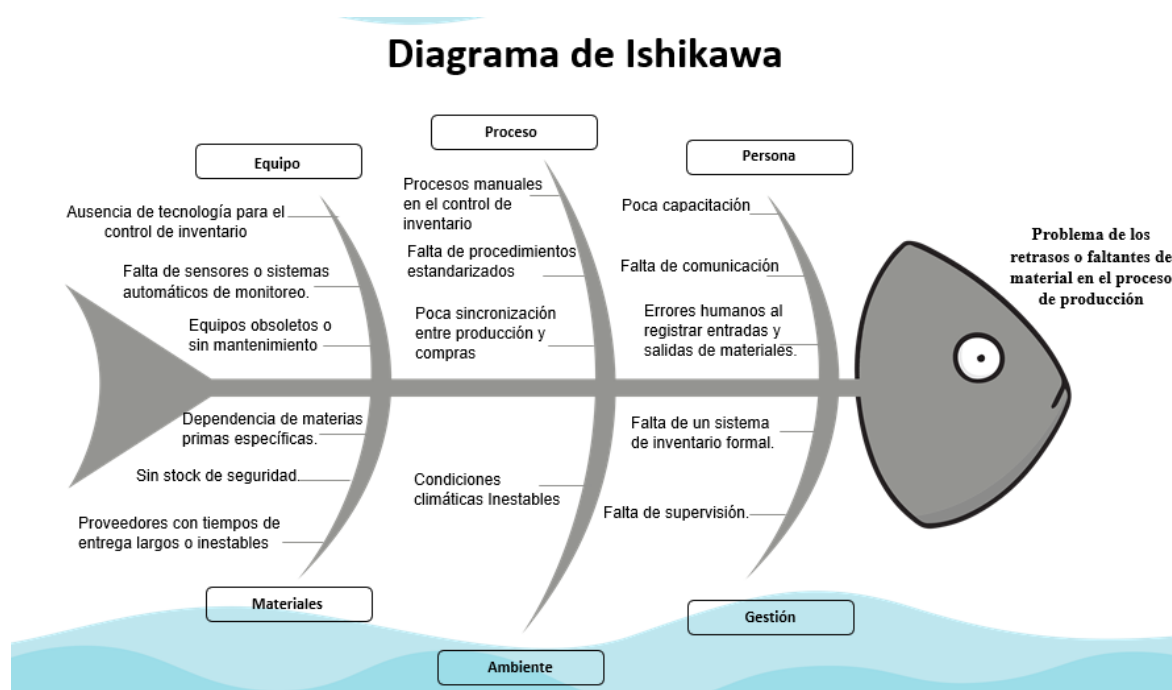 Diagrama de Ishikawa
Equipo
Proceso
Persona
Ausencia de tecnología para el
control de inventario
Falta de sensores o sistemas
automáticos de monitoreo.
Equipos obsoletos o
sin mantenimiento
Procesos manuales
en el control de
inventario
Falta de procedimientos
estandarizados
Poca sincronización
entre producción y
compras
Poca capacitación
Falta de comunicación
Errores humanos al
registrar entradas y
salidas de materiales.
Problema de los
retrasos o faltantes de
material en el proceso
de producción
Dependencia de materias
primas específicas.
Sin stock de seguridad.
Proveedores con tiempos de
entrega largos o inestables
Condiciones
climáticas Inestables
Falta de un sistema
de inventario formal.
Falta de supervisión.
Materiales
Ambiente
Gestión